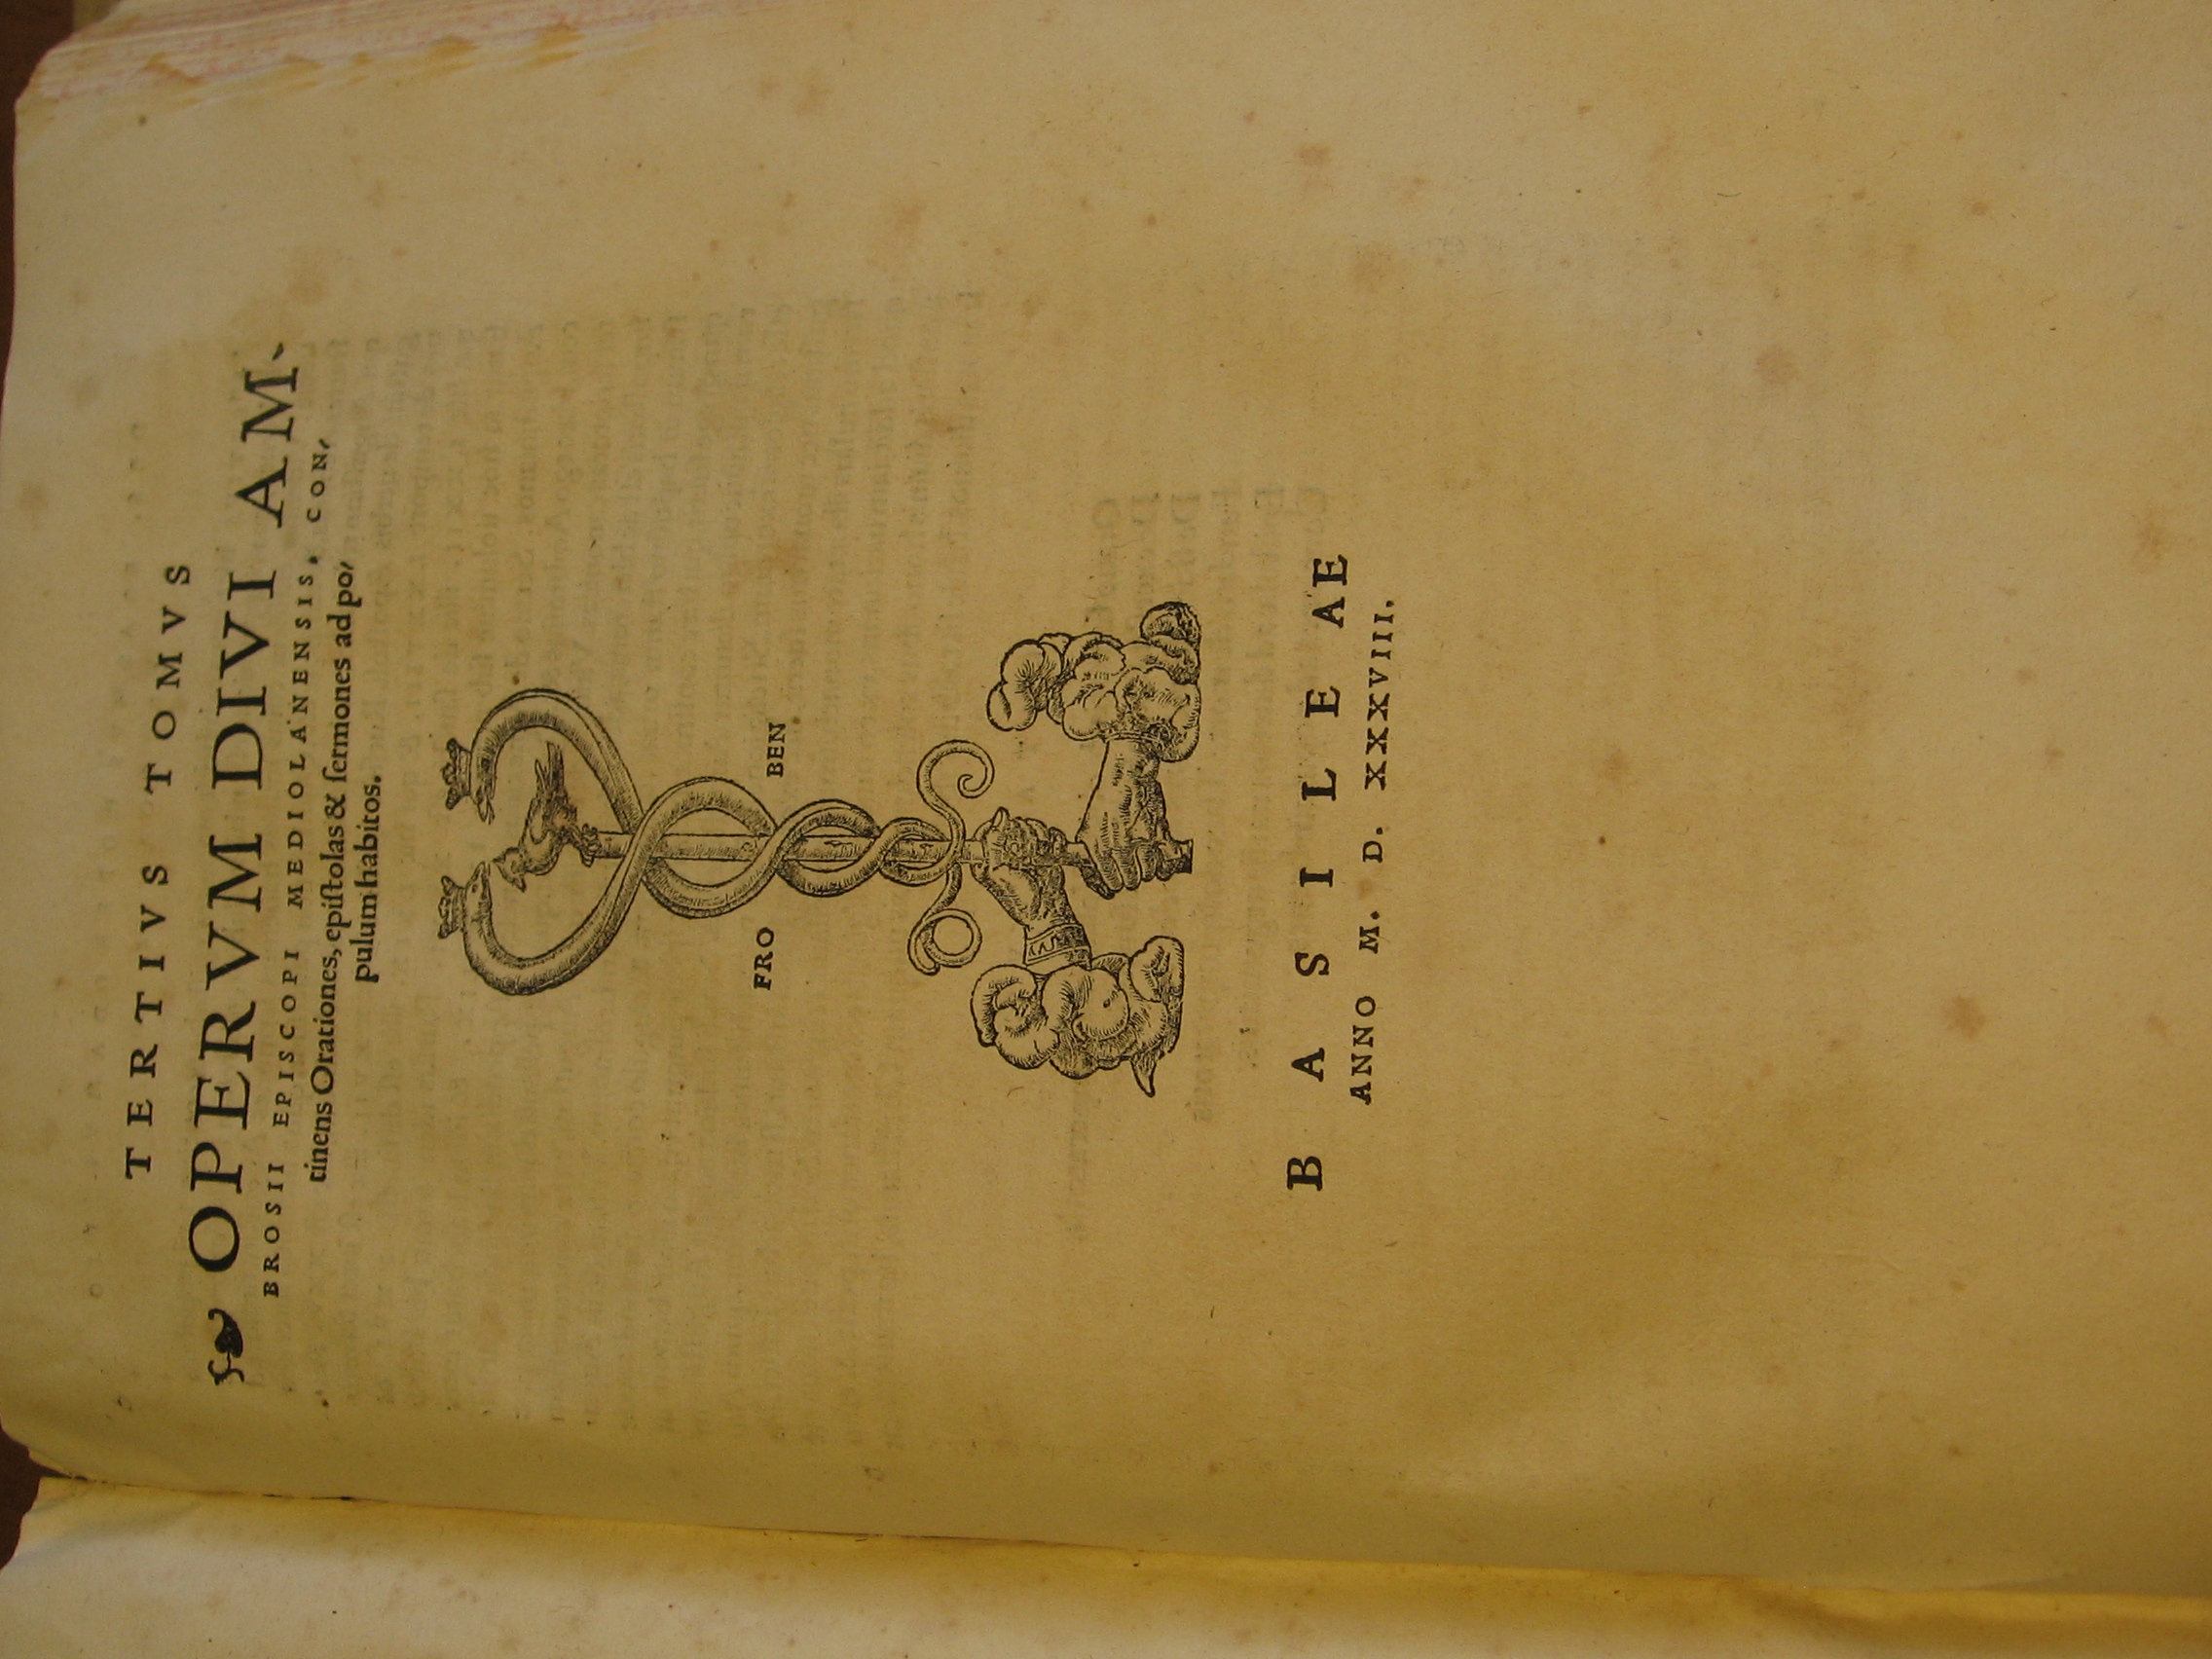 TERTIVS TOMVS
❧ OPERVM DIVI AM-
BROSII EPISCOPI MEDIOLANENSIS, CON,
tinens Orationes, epiſtolas & ſermones ad po,
pulum habitos.
FRO BEN
BASILEAE
ANNO M. D. XXXVIII.